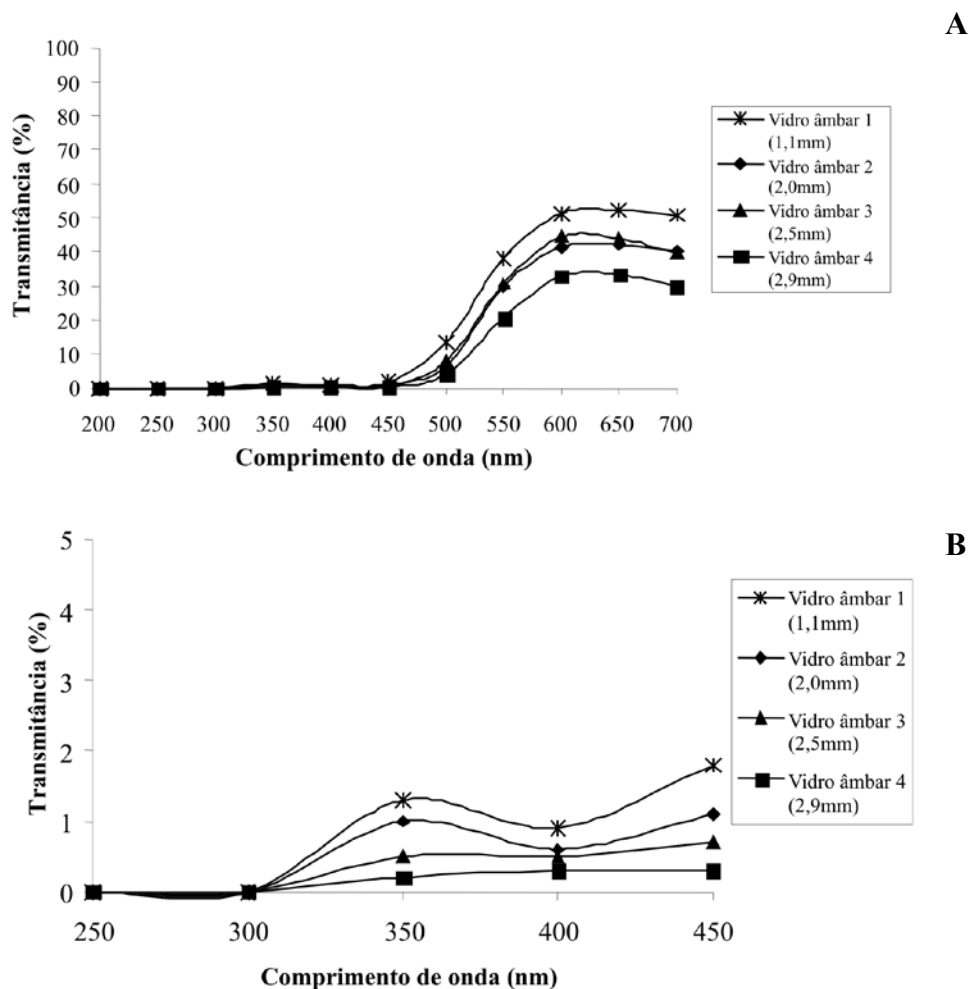 A
Transmitância (%)
100
90
80
70
60
50
40
30
20
10
0
200 250 300 350 400 450 500 550 600 650 700
Comprimento de onda (nm)
Vidro âmbar 1
(1,1mm)
Vidro âmbar 2
(2,0mm)
Vidro âmbar 3
(2,5mm)
Vidro âmbar 4
(2,9mm)
B
Transmitância (%)
5
4
3
2
1
0
250 300 350 400 450
Comprimento de onda (nm)
Vidro âmbar 1
(1,1mm)
Vidro âmbar 2
(2,0mm)
Vidro âmbar 3
(2,5mm)
Vidro âmbar 4
(2,9mm)